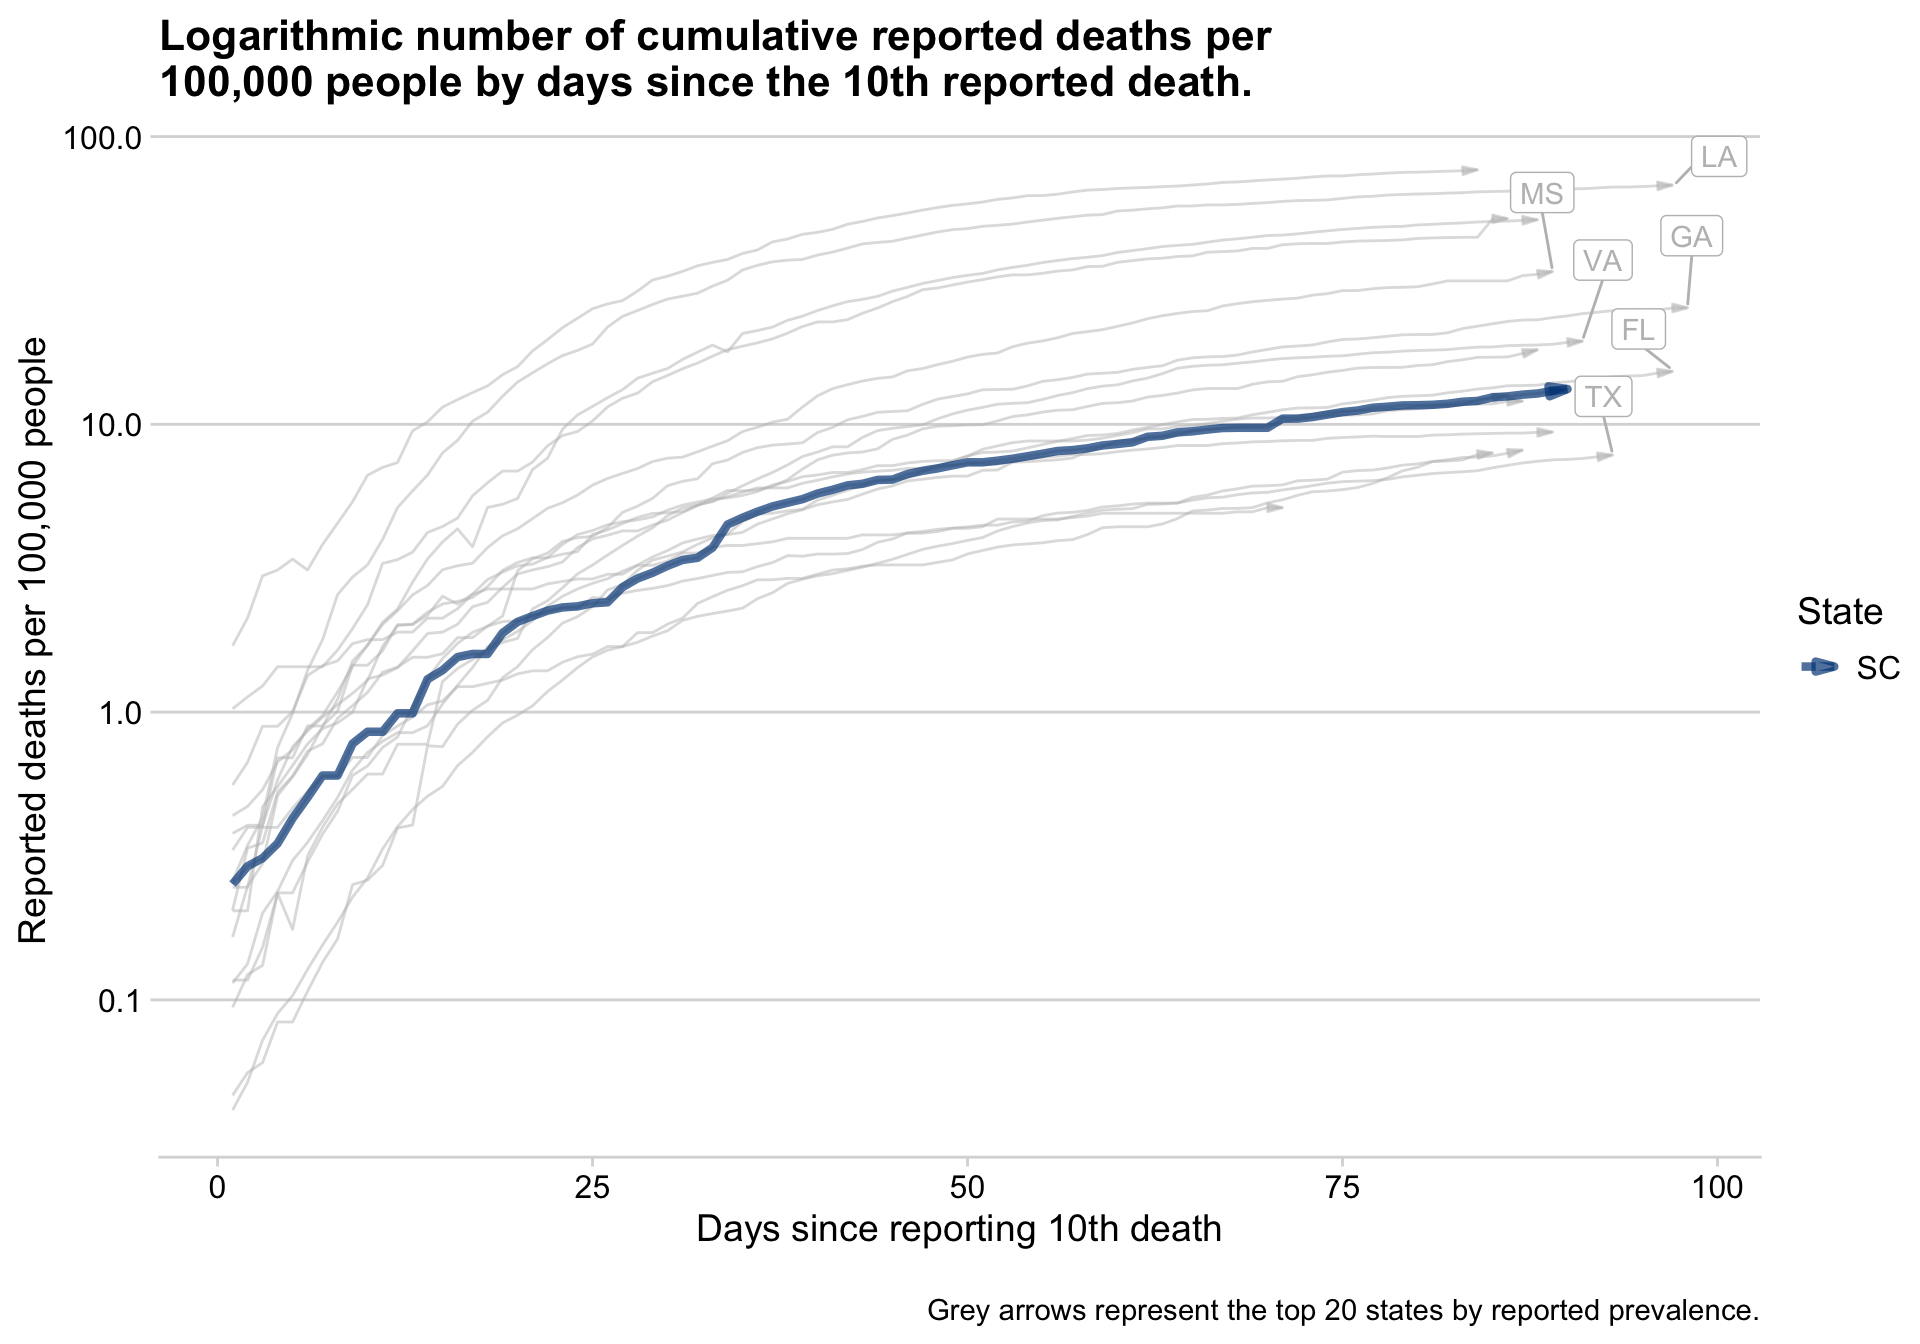 Logarithmic number of cumulative reported deaths per
100,000 people by days since the 10th reported death.
Reported deaths per 100,000 people
100.0
10.0
1.0
0.1
LA
MS
GA
VA
FL
TX
State
SC
0
25
50
75
100
Days since reporting 10th death
Grey arrows represent the top 20 states by reported prevalence.